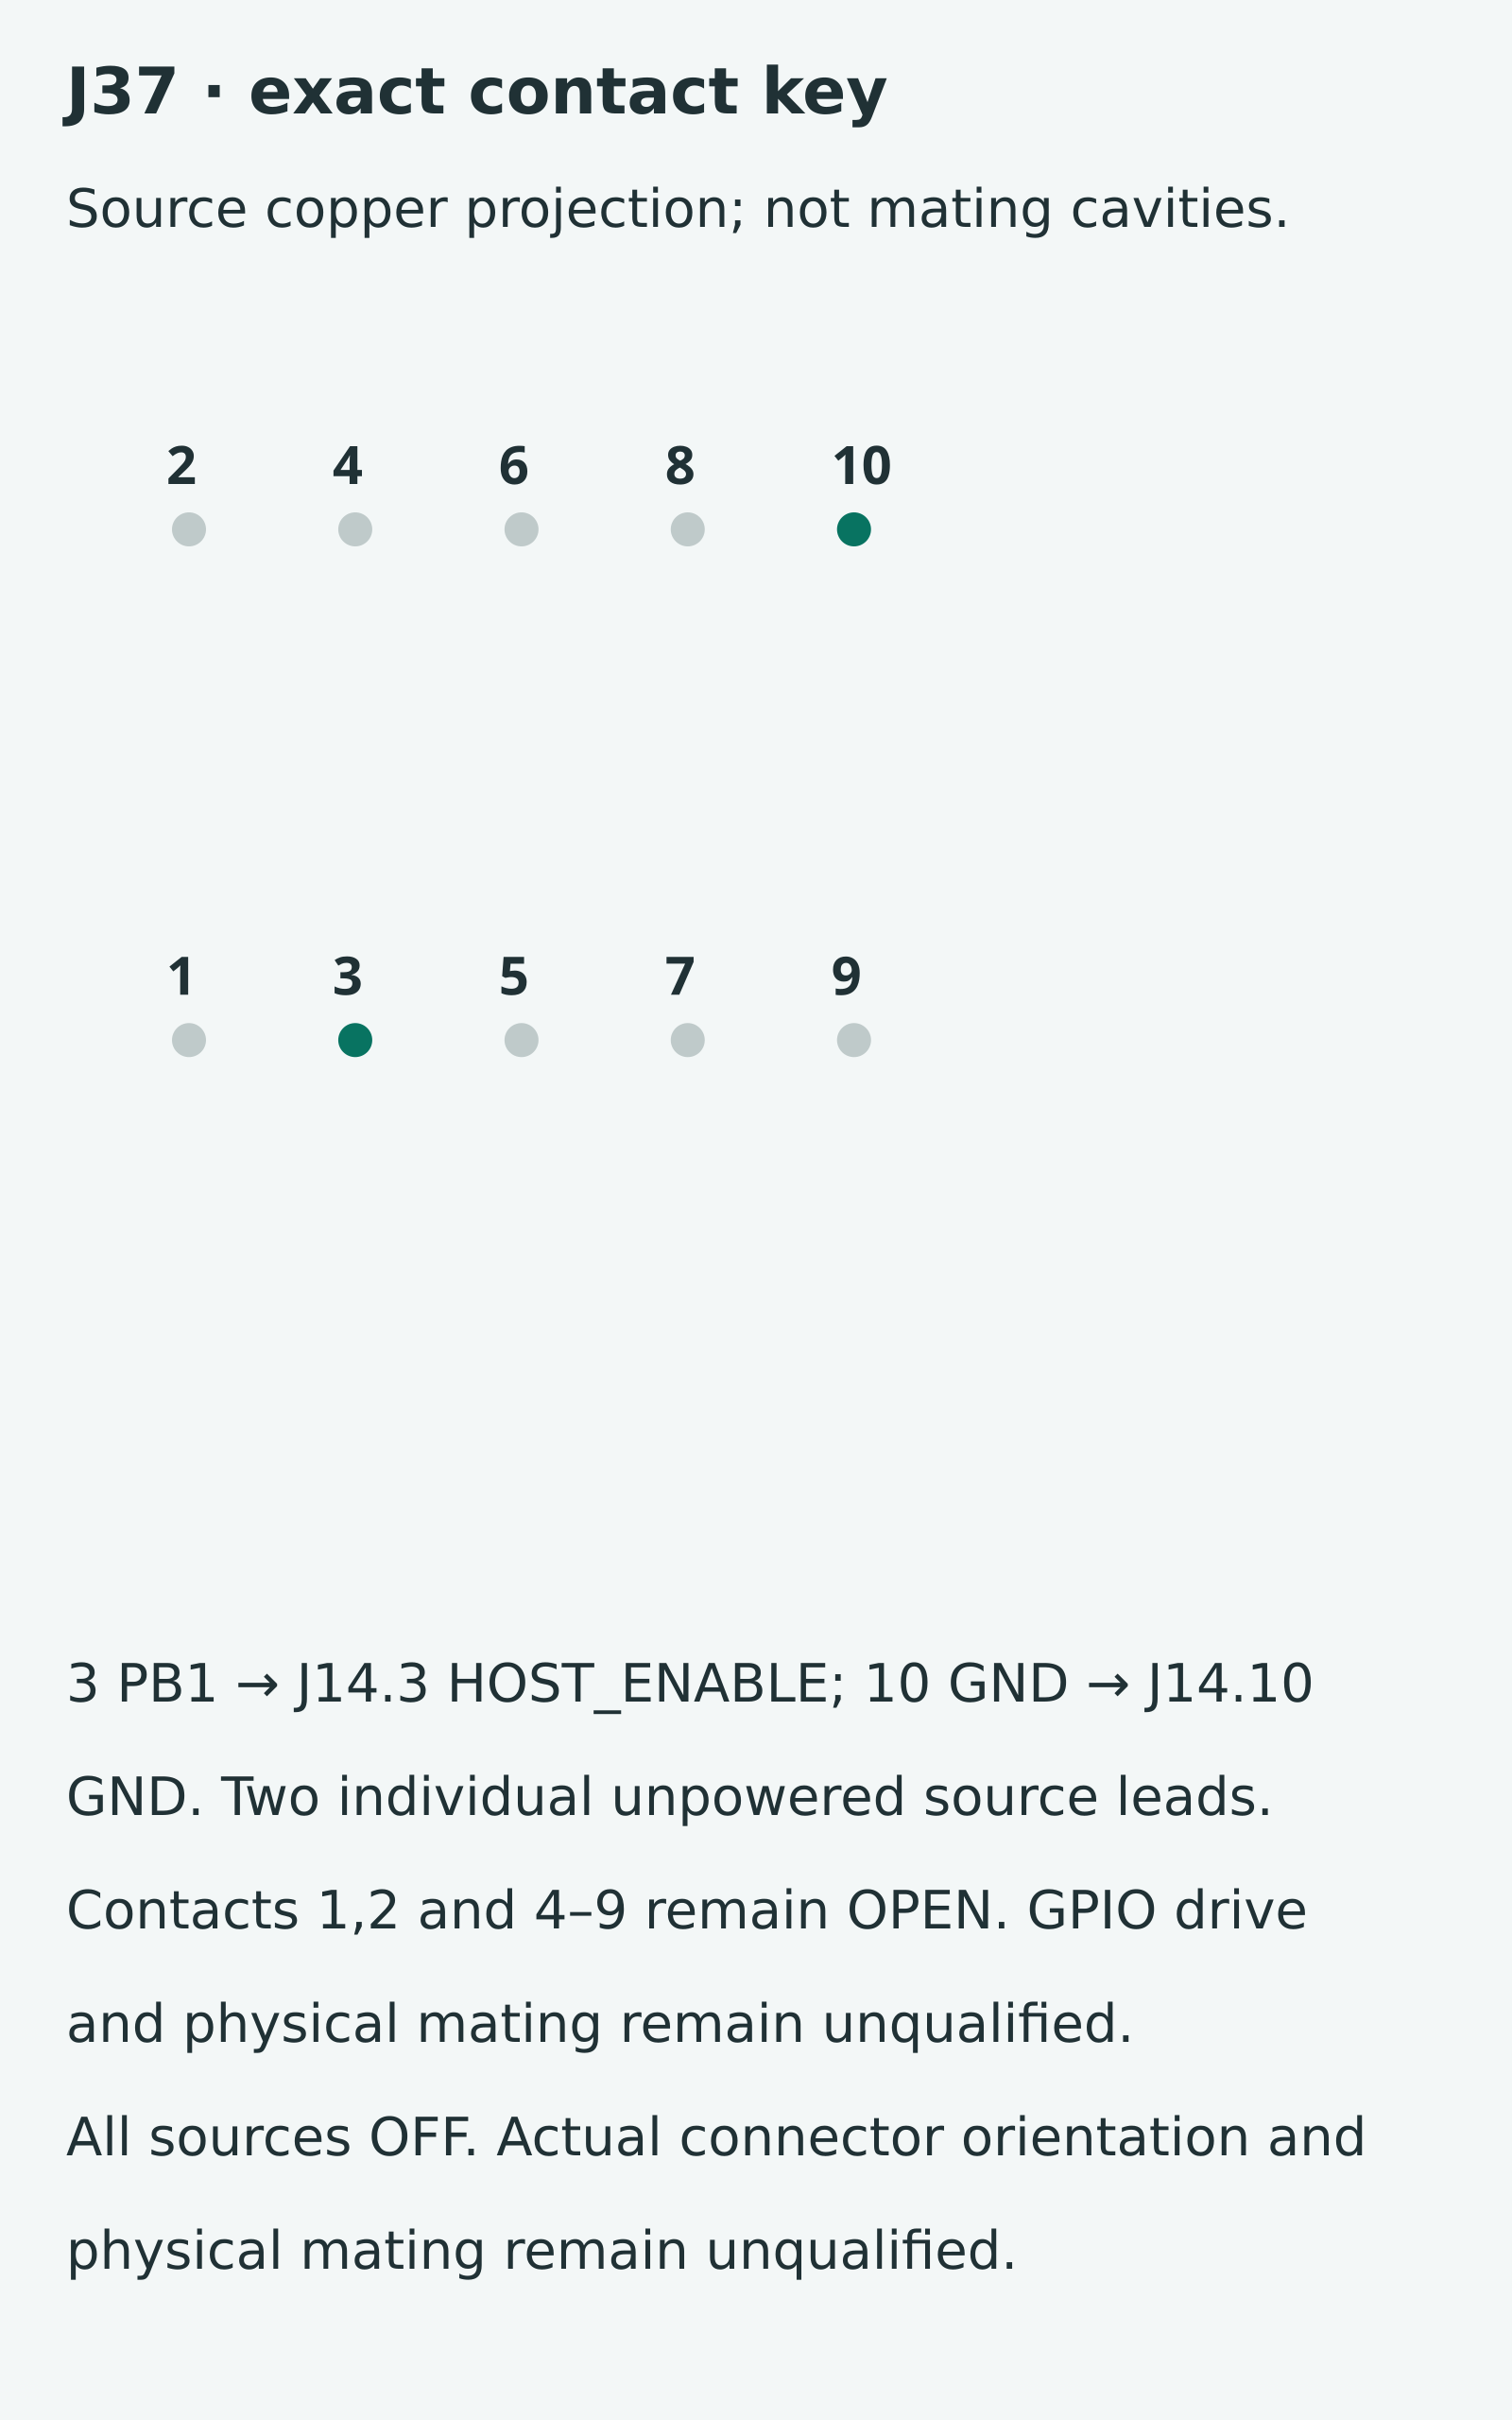 J37 · exact contact key
Source copper projection; not mating cavities.
2 4 6 8 10
1 3 5 7 9
3 PB1 → J14.3 HOST_ENABLE; 10 GND → J14.10
GND. Two individual unpowered source leads.
Contacts 1,2 and 4–9 remain OPEN. GPIO drive
and physical mating remain unqualified.
All sources OFF. Actual connector orientation and
physical mating remain unqualified.